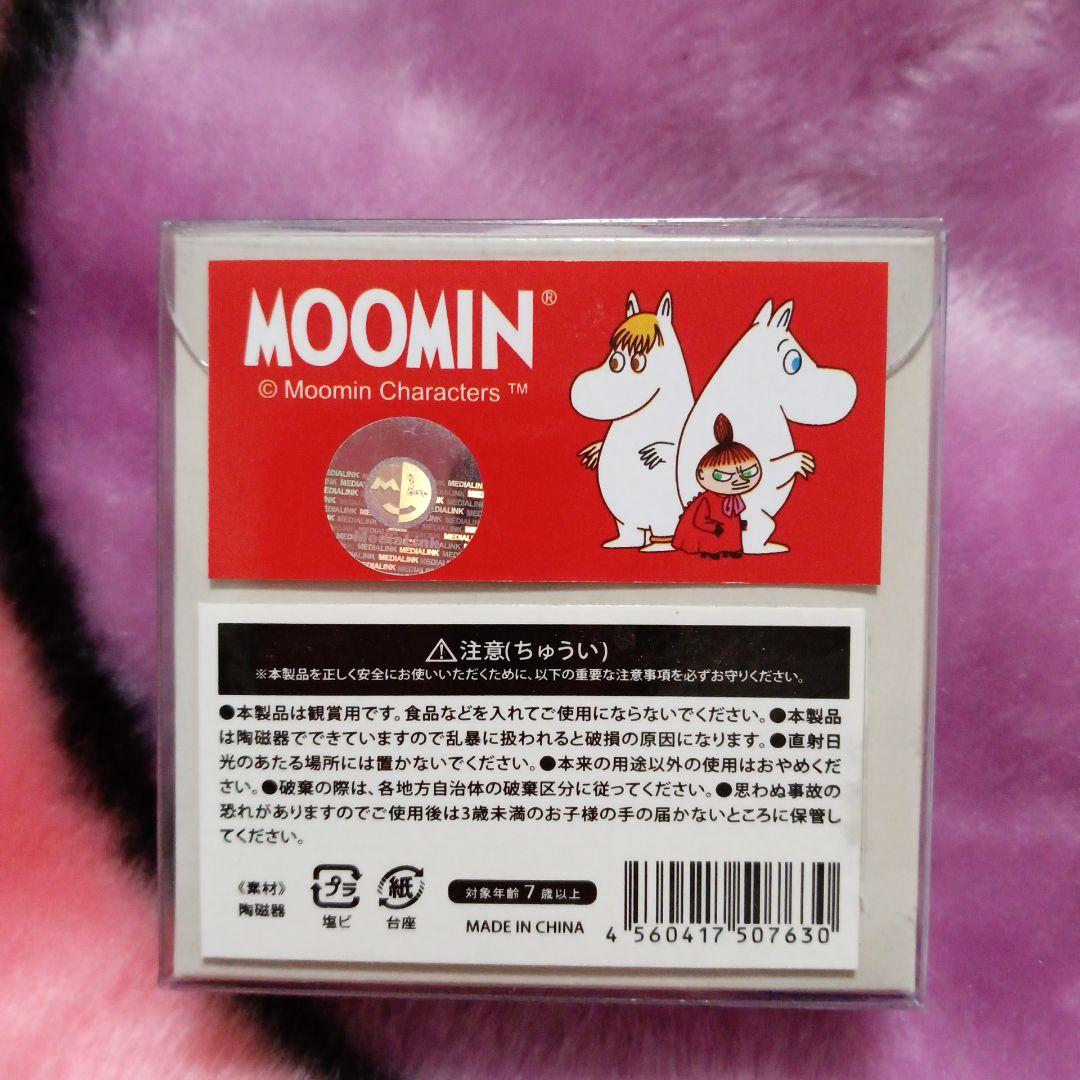 MOOMIN®
© Moomin Characters ™
MEDIALINK
MediaLink
MEDIALINK MEDIALINK
⚠注意(ちゅうい)
※本製品を正しく安全にお使いいただくために、以下の重要な注意事項を必ずお守りください。
●本製品は観賞用です。食品などを入れてご使用にならないでください。●本製品
は陶磁器でできていますので乱暴に扱われると破損の原因になります。●直射日
光のあたる場所には置かないでください。●本来の用途以外の使用はおやめくだ
さい。●破棄の際は、各地方自治体の破棄区分に従ってください。●思わぬ事故の
恐れがありますのでご使用後は3歳未満のお子様の手の届かないところに保管し
てください。
《素材》
陶磁器
プラ
塩ビ
紙
台座
対象年齢7歳以上
MADE IN CHINA
4 560417 507630